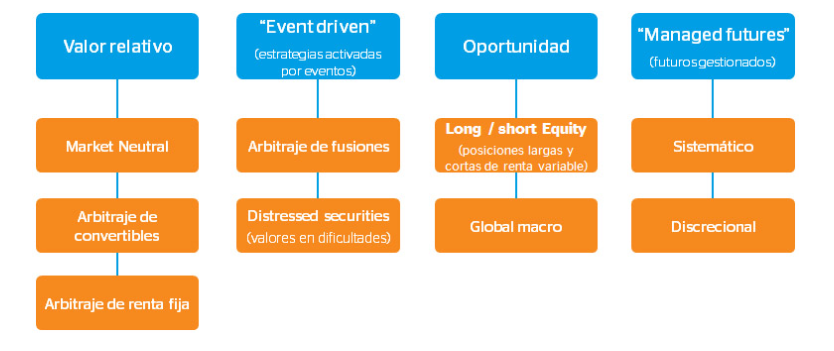 Valor relativo
Market Neutral
Arbitraje de
convertibles
Arbitraje de renta fija
“Event driven”
(estrategias activadas
por eventos)
Arbitraje de fusiones
Distressed securities
(valores en dificultades)
Oportunidad
Long / short Equity
(posiciones largas y
cortas de renta variable)
Global macro
“Managed futures”
(futuros gestionados)
Sistemático
Discrecional